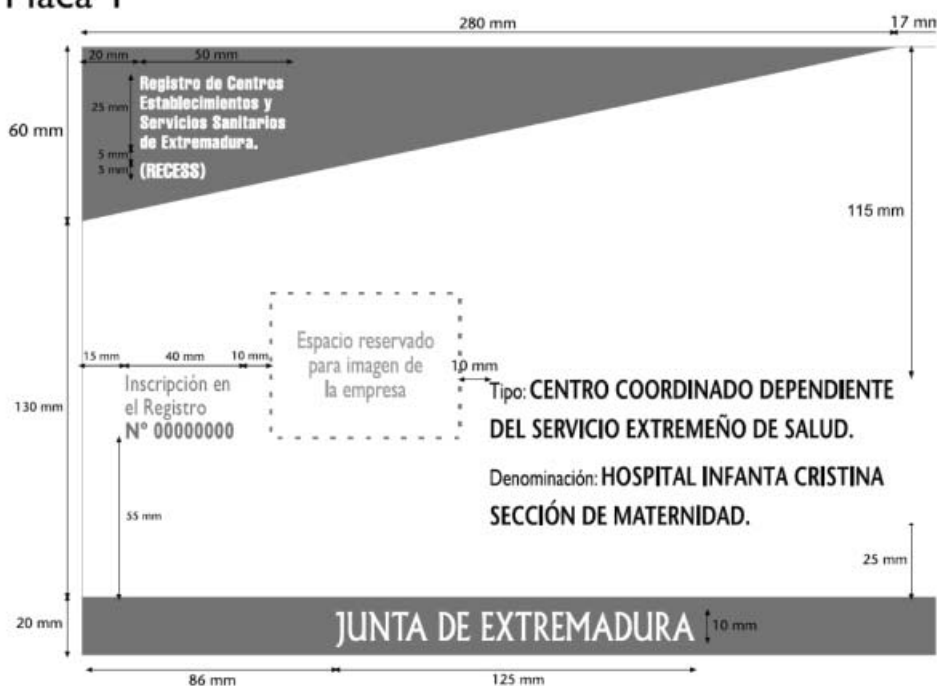 Placa 1
280 mm
17 mm
20 mm
50 mm
Registro de Centros
Establecimientos y
Servicios Sanitarios
de Extremadura.
(RECESS)
25 mm
5 mm
3 mm
60 mm
115 mm
Espacio reservado
para imagen de
la empresa
15 mm
40 mm
10 mm
10 mm
Inscripción en
el Registro
Nº 00000000
130 mm
Tipo: CENTRO COORDINADO DEPENDIENTE
DEL SERVICIO EXTREMEÑO DE SALUD.
Denominación: HOSPITAL INFANTA CRISTINA
SECCIÓN DE MATERNIDAD.
55 mm
25 mm
20 mm
JUNTA DE EXTREMADURA
10 mm
86 mm
125 mm